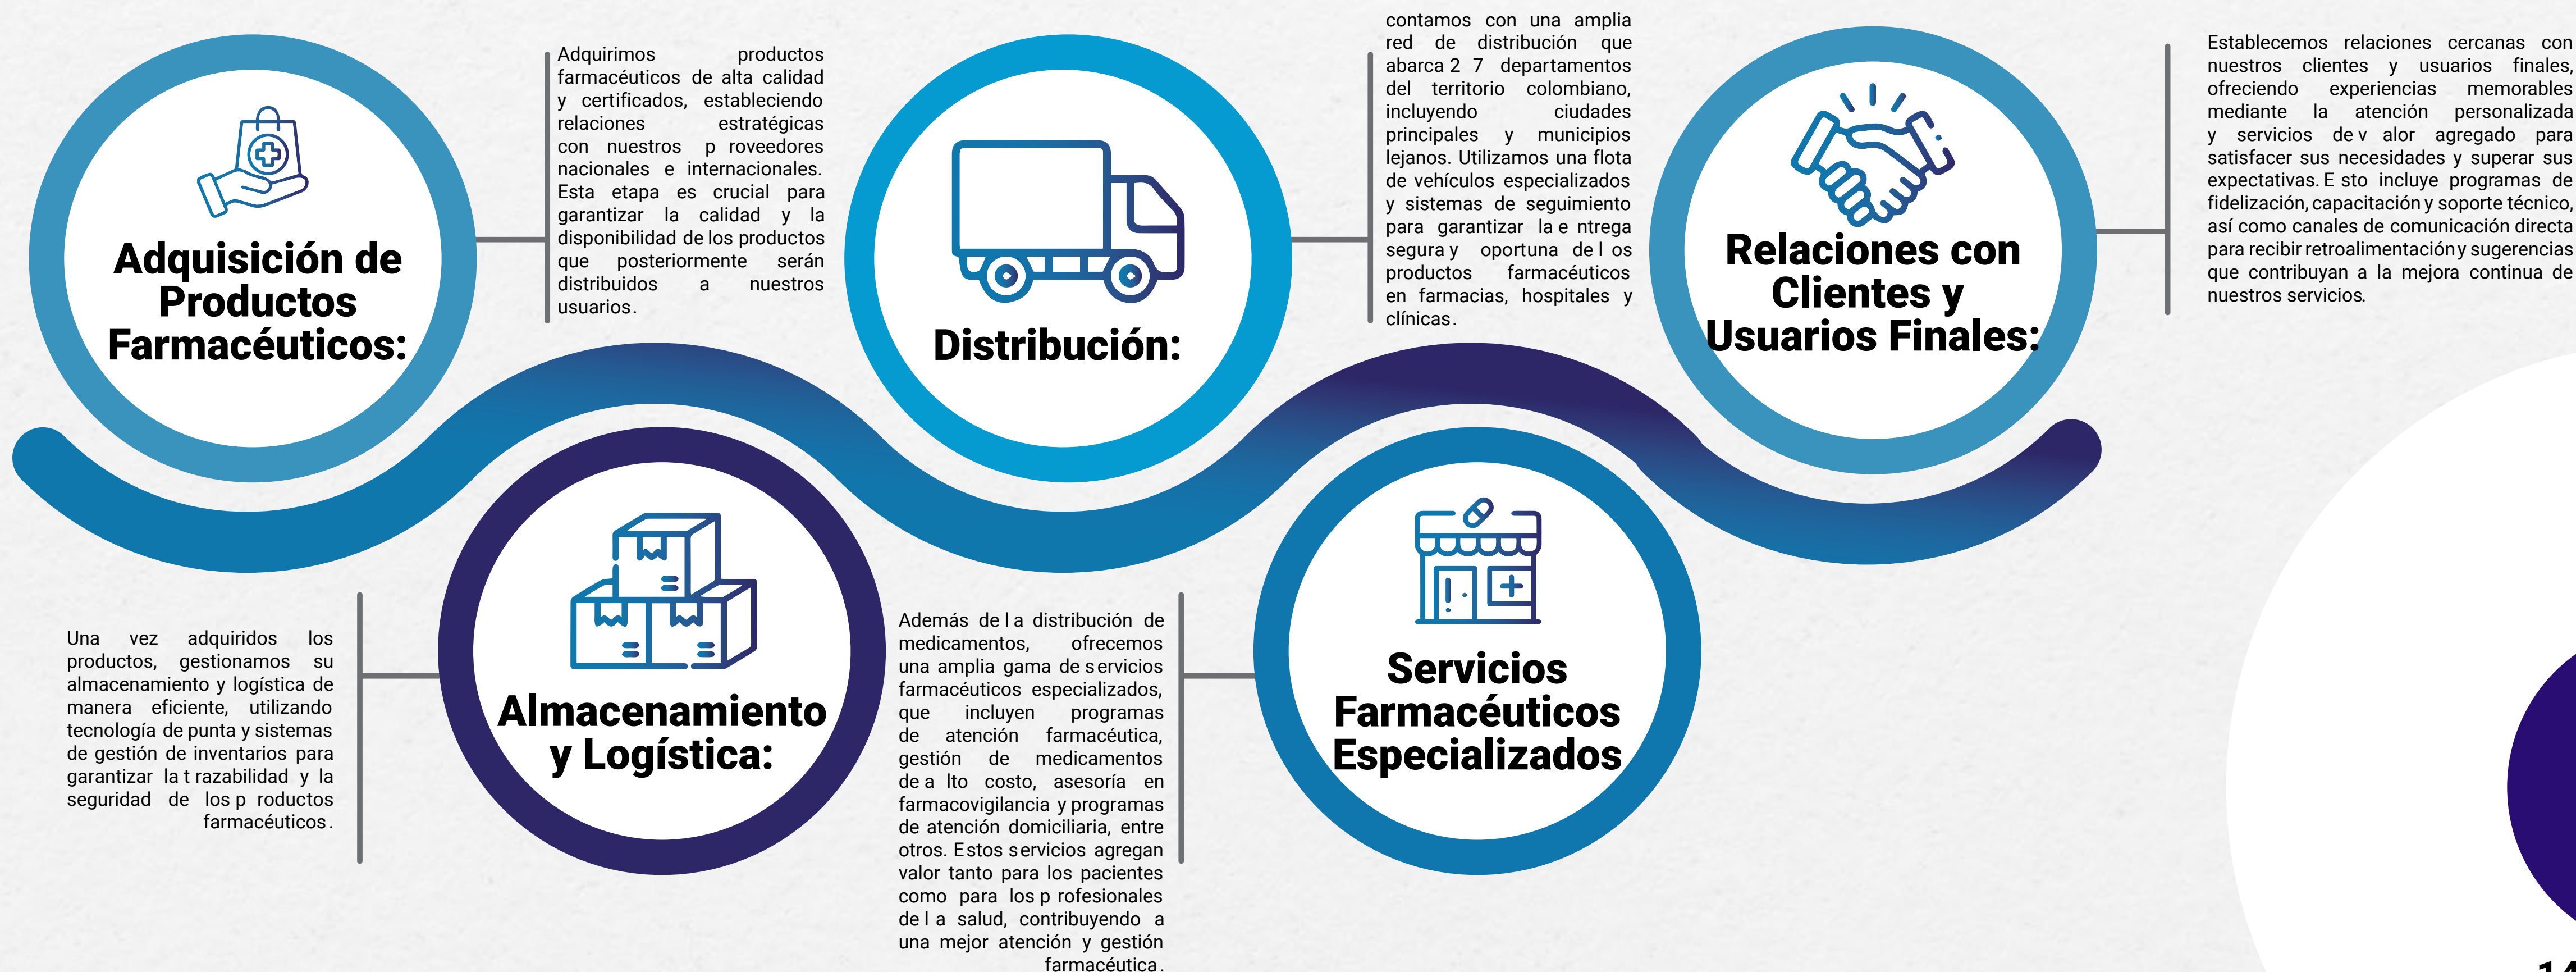 Adquisición de
Productos
Farmacéuticos:
Adquirimos productos
farmacéuticos de alta calidad
y certificados, estableciendo
relaciones estratégicas
con nuestros p roveedores
nacionales e internacionales.
Esta etapa es crucial para
garantizar la calidad y la
disponibilidad de los productos
que posteriormente serán
distribuidos a nuestros
usuarios.
Una vez adquiridos los
productos, gestionamos su
almacenamiento y logística de
manera eficiente, utilizando
tecnología de punta y sistemas
de gestión de inventarios para
garantizar la t razabilidad y la
seguridad de los p roductos
farmacéuticos.
Almacenamiento
y Logística:
Distribución:
contamos con una amplia
red de distribución que
abarca 2 7 departamentos
del territorio colombiano,
incluyendo ciudades
principales y municipios
lejanos. Utilizamos una flota
de vehículos especializados
y sistemas de seguimiento
para garantizar la e ntrega
segura y oportuna de l os
productos farmacéuticos
en farmacias, hospitales y
clínicas.
Además de l a distribución de
medicamentos, ofrecemos
una amplia gama de s ervicios
farmacéuticos especializados,
que incluyen programas
de atención farmacéutica,
gestión de medicamentos
de a lto costo, asesoría en
farmacovigilancia y programas
de atención domiciliaria, entre
otros. E stos s ervicios agregan
valor tanto para los pacientes
como para los p rofesionales
de l a salud, contribuyendo a
una mejor atención y gestión
farmacéutica.
Servicios
Farmacéuticos
Especializados
Relaciones con
Clientes y
Usuarios Finales:
Establecemos relaciones cercanas con
nuestros clientes y usuarios finales,
ofreciendo experiencias memorables
mediante la atención personalizada
y servicios de v alor agregado para
satisfacer sus necesidades y superar sus
expectativas. E sto incluye programas de
fidelización, capacitación y soporte técnico,
así como canales de comunicación directa
para recibir retroalimentación y sugerencias
que contribuyan a la mejora continua de
nuestros servicios.